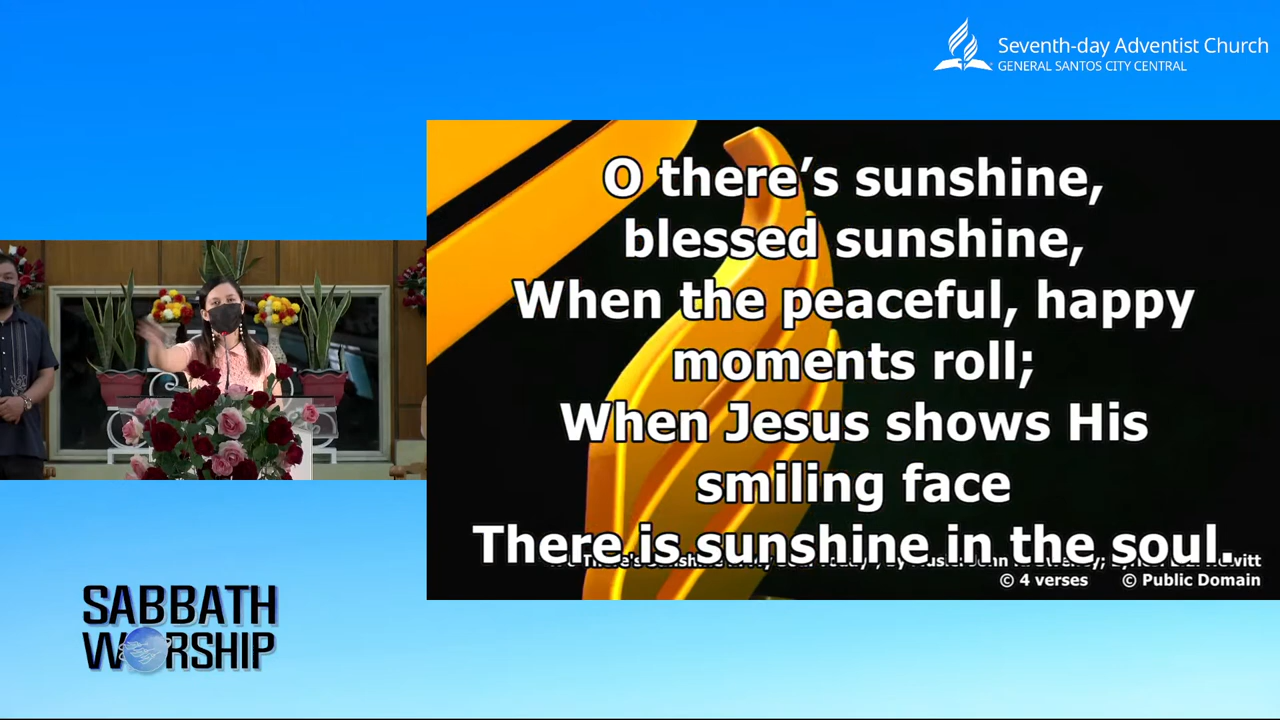 Seventh-day Adventist Church
GENERAL SANTOS CITY CENTRAL
O there’s sunshine,
blessed sunshine,
When the peaceful, happy
moments roll;
When Jesus shows His
smiling face
There is sunshine in the soul.
© 4 verses © Public Domain
SABBATH
WORSHIP